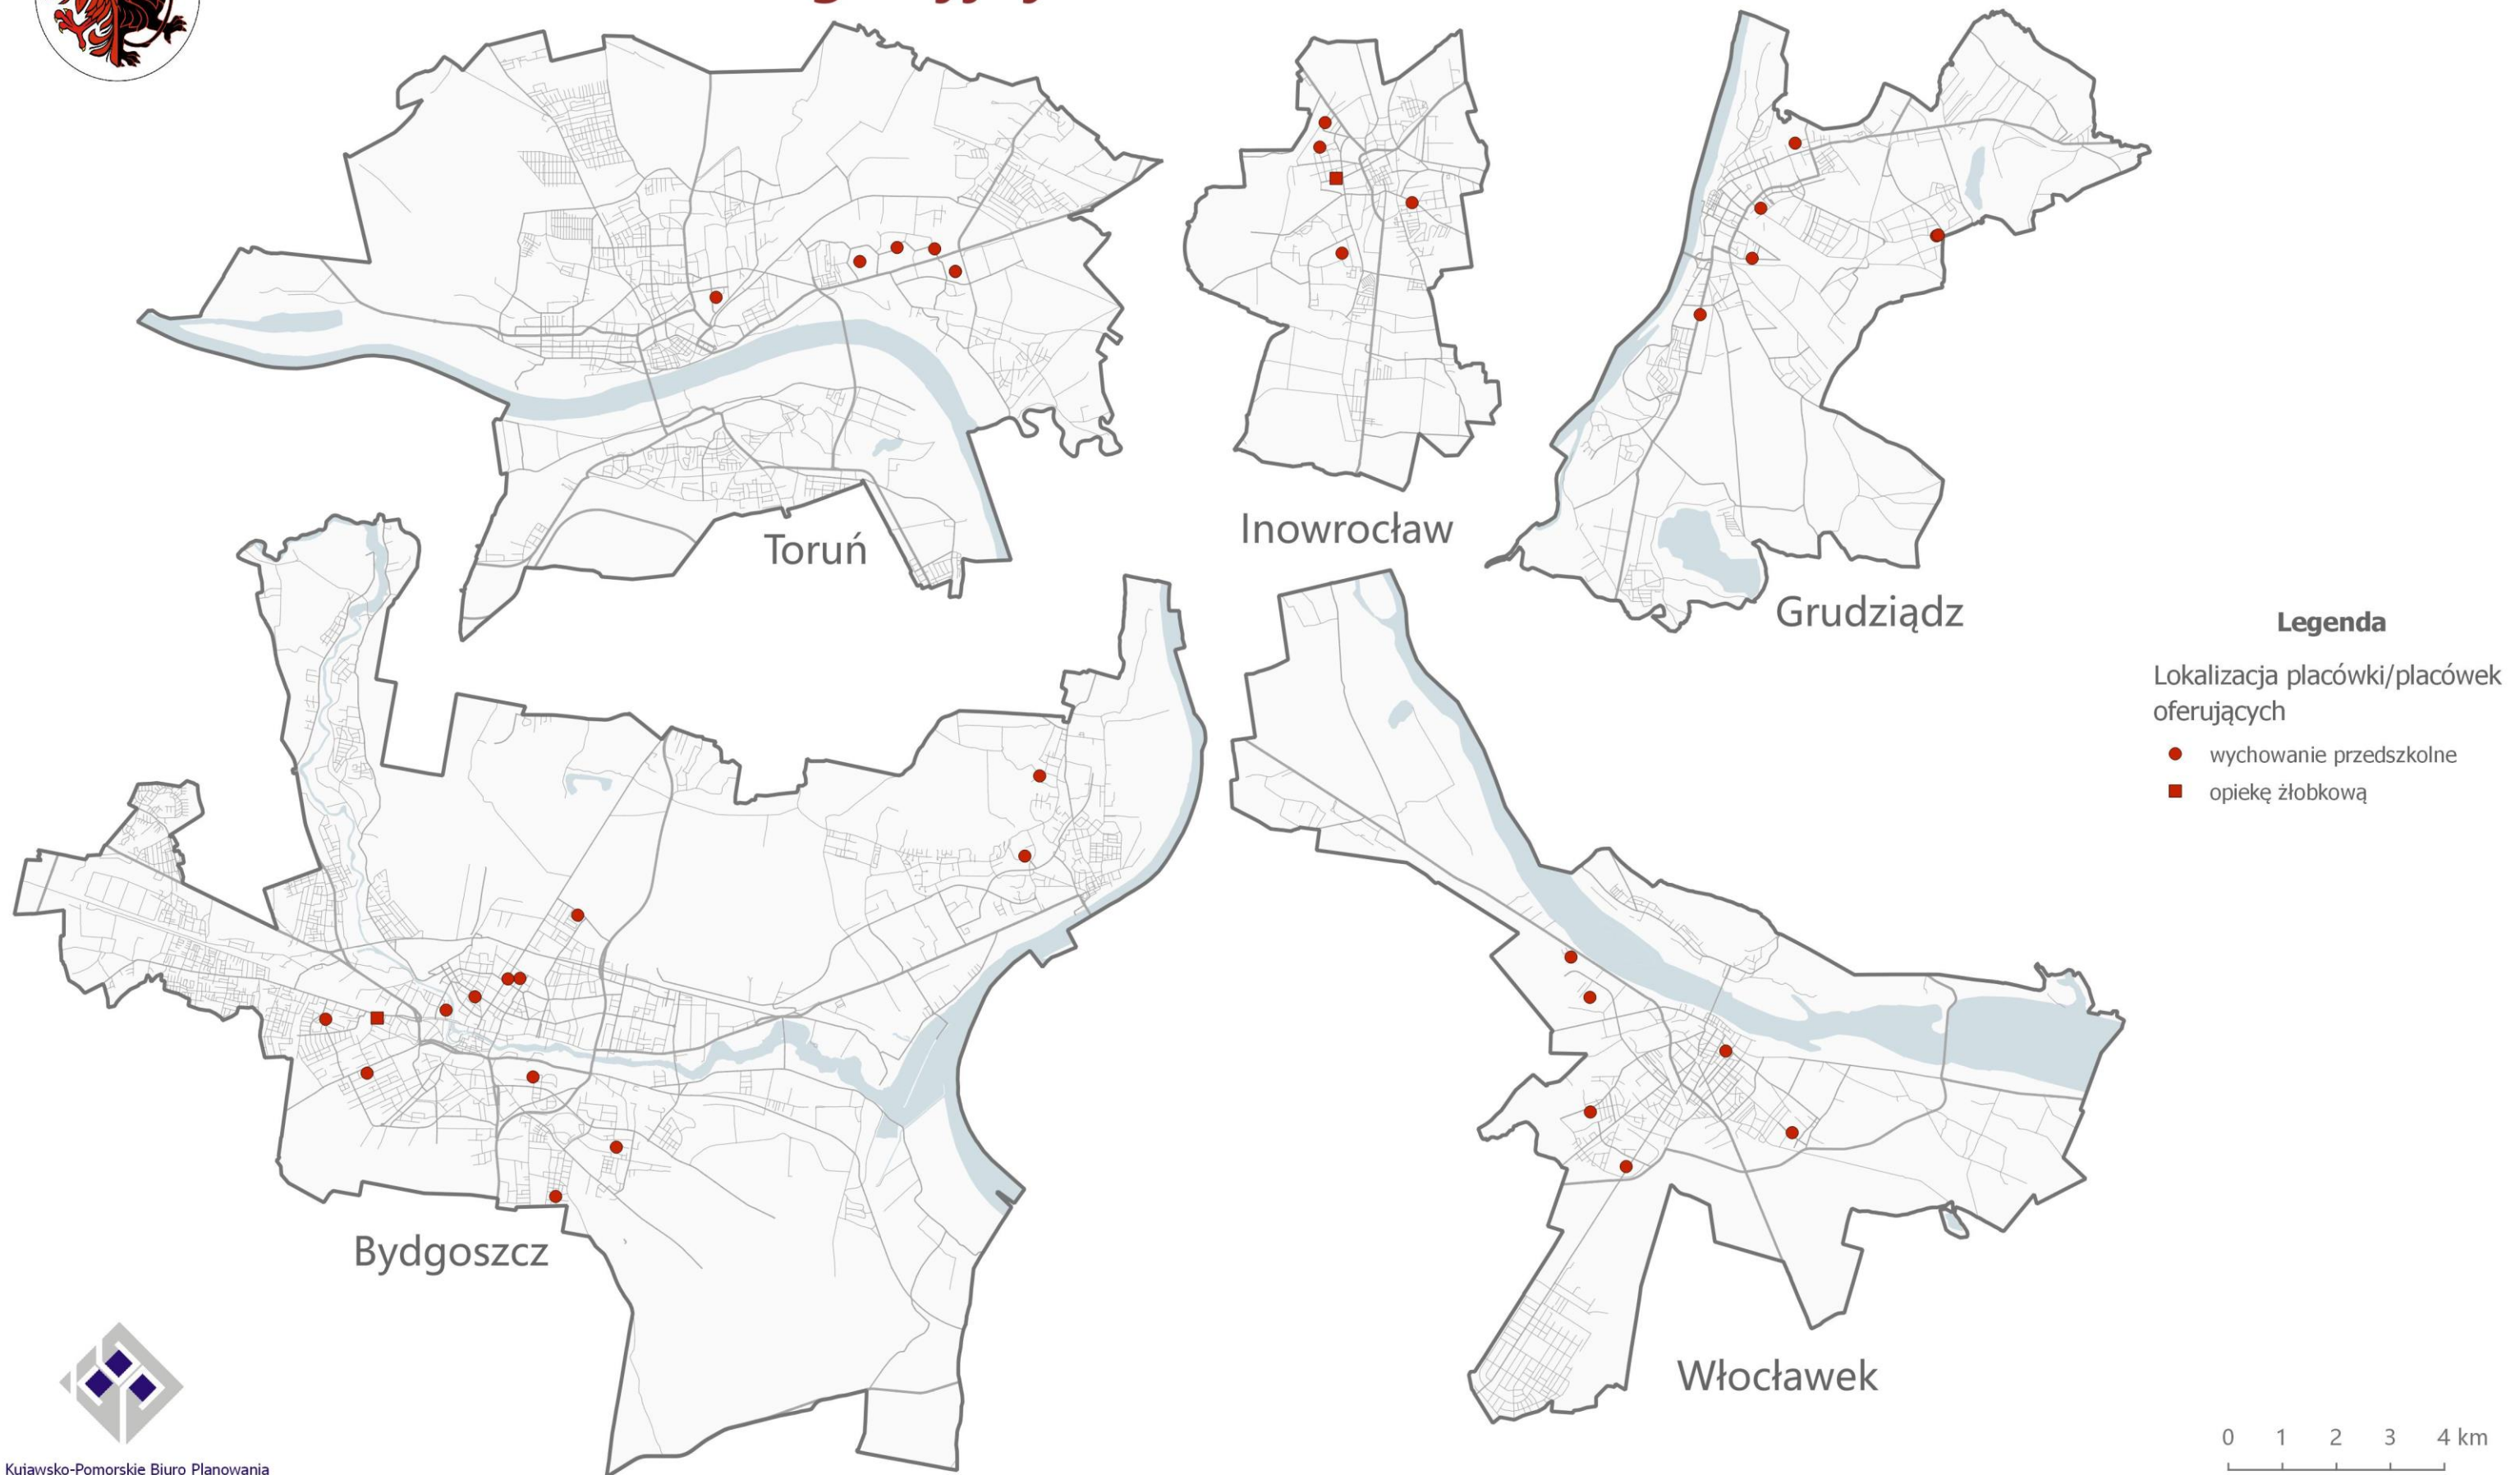 Toruń
Inowrocław
Grudziądz
Legenda
Lokalizacja placówki/placówek
oferujących
wychowanie przedszkolne
opiekę żłobkową
Bydgoszcz
Włocławek
0 1 2 3 4 km
Kujawsko-Pomorskie Biuro Planowania